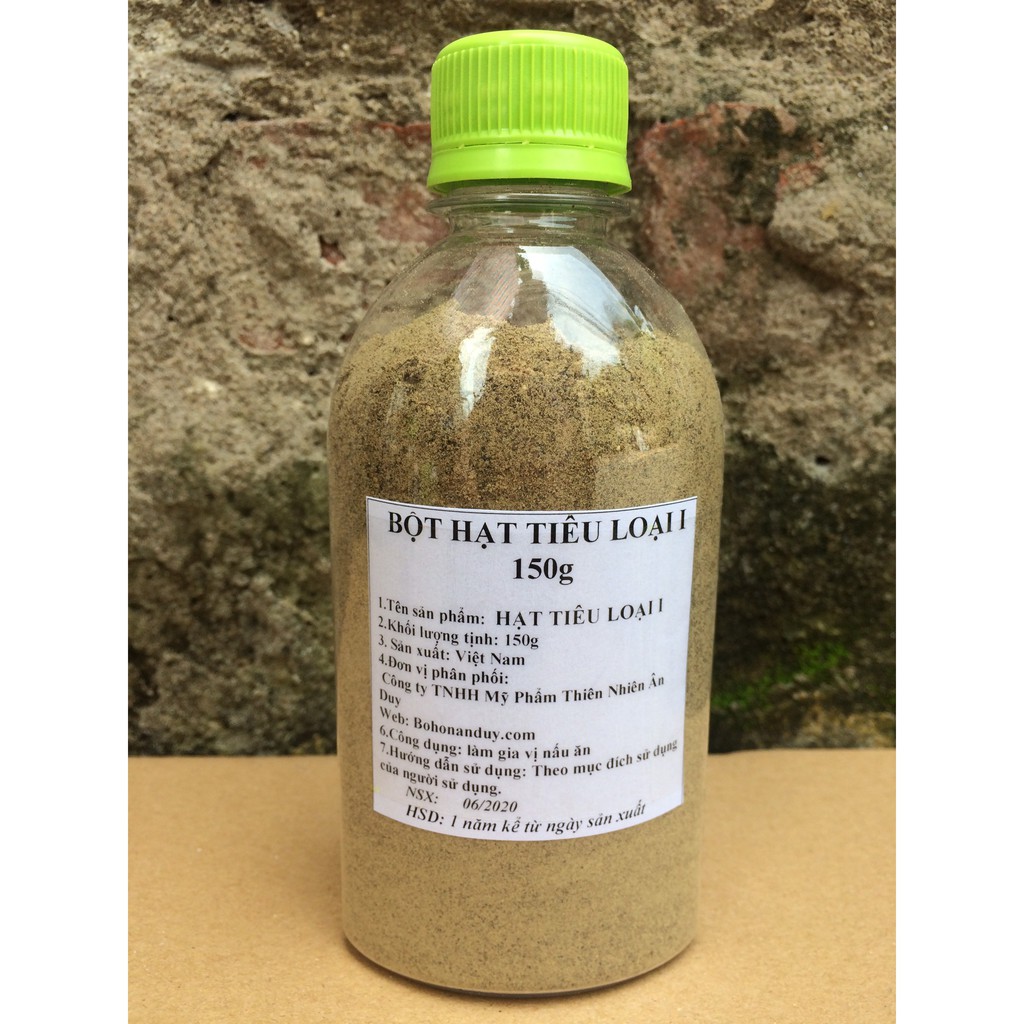 BỘT HẠT TIÊU LOẠI I
150g
1.Tên sản phẩm: HẠT TIÊU LOẠI I
2.Khối lượng tịnh: 150g
3. Sản xuất: Việt Nam
4.Đơn vị phân phối:
Công ty TNHH Mỹ Phẩm Thiên Nhiên Ân
Duy
Web: Bohonanduy.com
6.Công dụng: làm gia vị nấu ăn
7.Hướng dẫn sử dụng: Theo mục đích sử dụng
của người sử dụng.
NSX: 06/2020
HSD: 1 năm kể từ ngày sản xuất